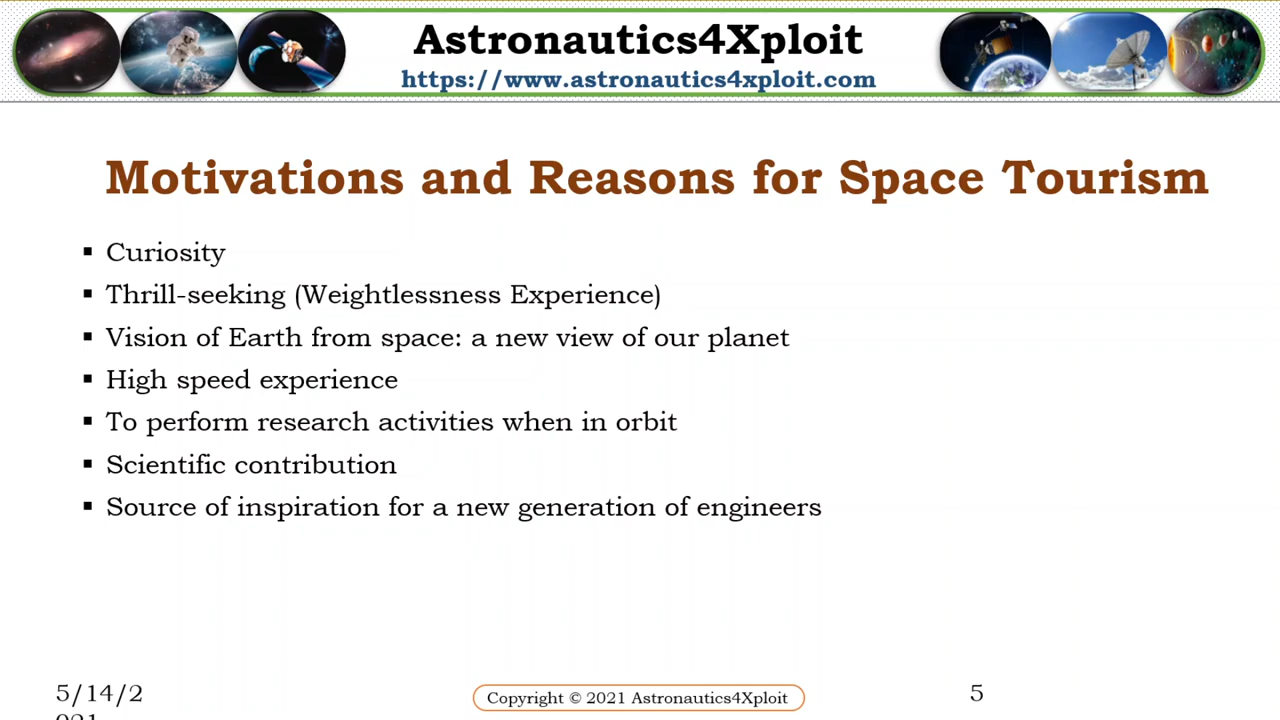 Astronautics4Xploit
https://www.astronautics4xploit.com
Motivations and Reasons for Space Tourism
▪ Curiosity
▪ Thrill-seeking (Weightlessness Experience)
▪ Vision of Earth from space: a new view of our planet
▪ High speed experience
▪ To perform research activities when in orbit
▪ Scientific contribution
▪ Source of inspiration for a new generation of engineers
5/14/2
021
Copyright © 2021 Astronautics4Xploit
5